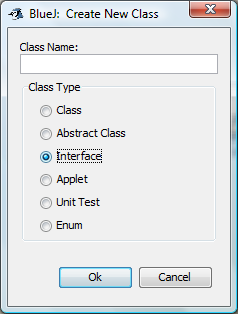 BlueJ: Create New Class
Class Name:
Class Type
Class
Abstract Class
Interface
Applet
Unit Test
Enum
Ok
Cancel